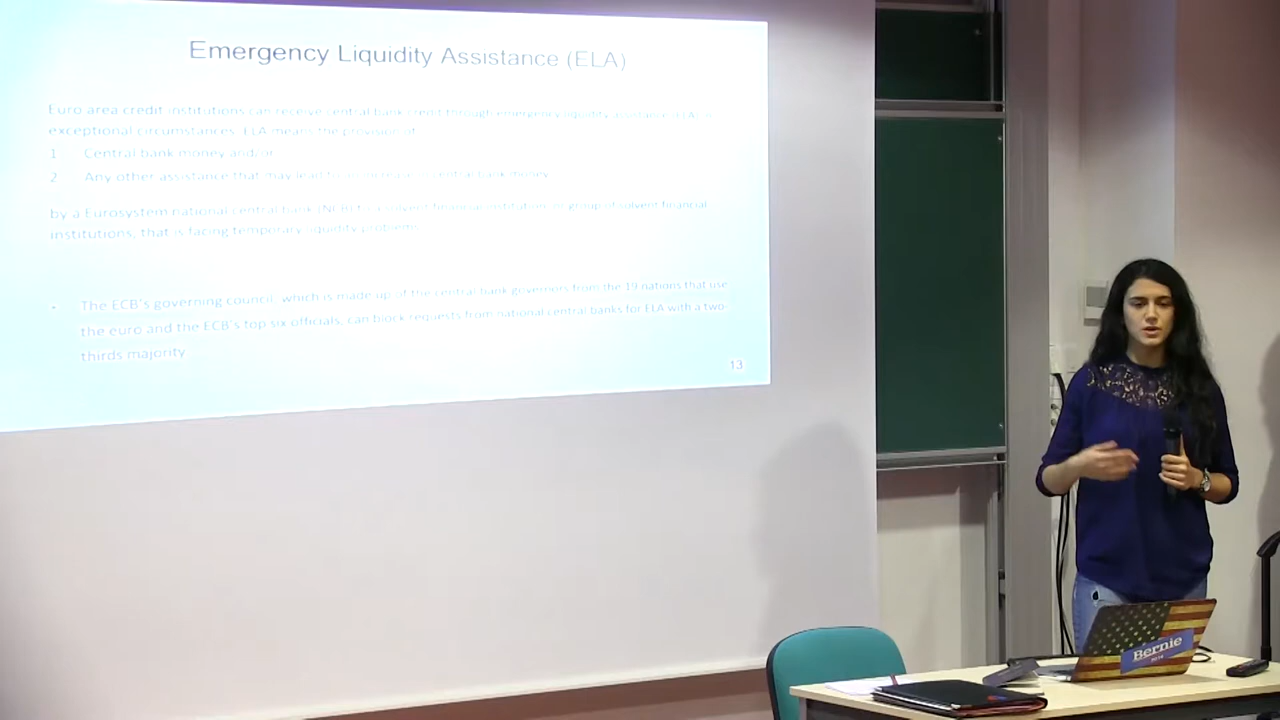 Emergency Liquidity Assistance (ELA)
Euro area credit institutions can receive central bank credit through emergency liquidity assistance (ELA) in
exceptional circumstances. ELA means the provision of
1 Central bank money and/or
2 Any other assistance that may lead to an increase in central bank money
by a Eurosystem national central bank (NCB) to a solvent financial institution, or group of solvent financial
institutions, that is facing temporary liquidity problems
• The ECB's governing council, which is made up of the central bank governors from the 19 nations that use
the euro and the ECB's top six officials, can block requests from national central banks for ELA with a two-
thirds majority
13
Bernie